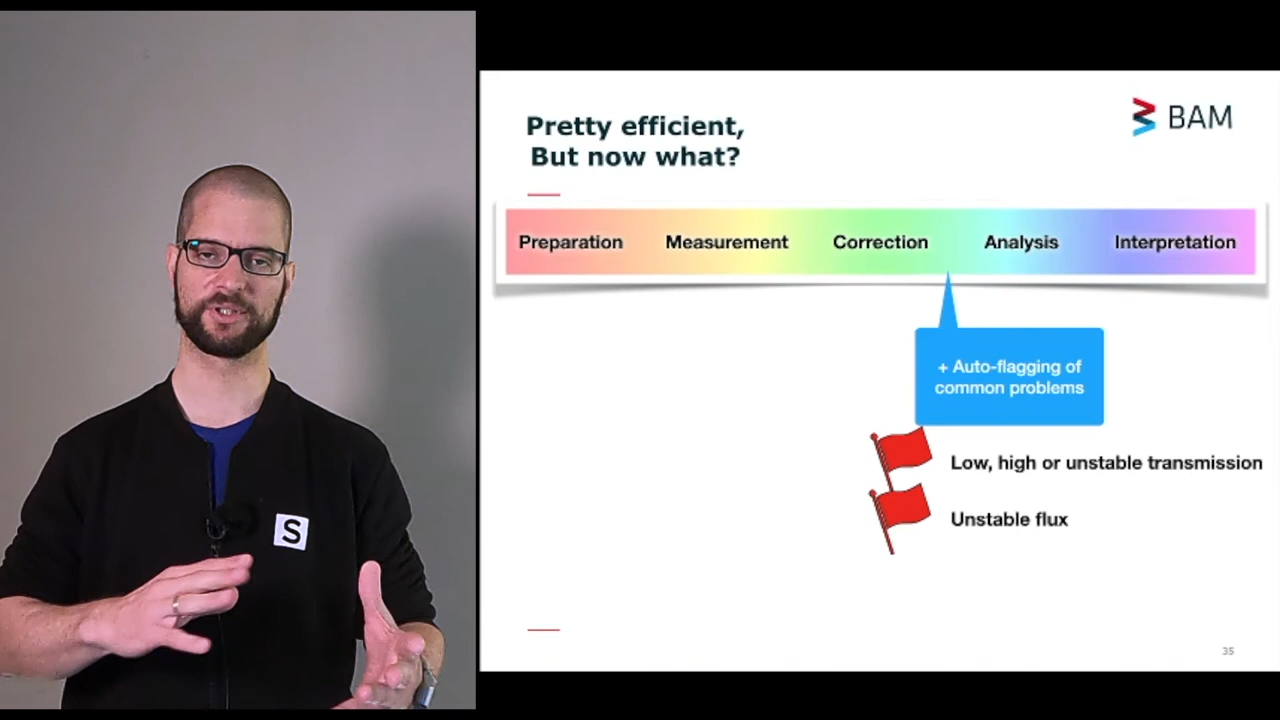 S
BAM
Pretty efficient,
But now what?
Preparation Measurement Correction Analysis Interpretation
+ Auto-flagging of
common problems
Low, high or unstable transmission
Unstable flux
35